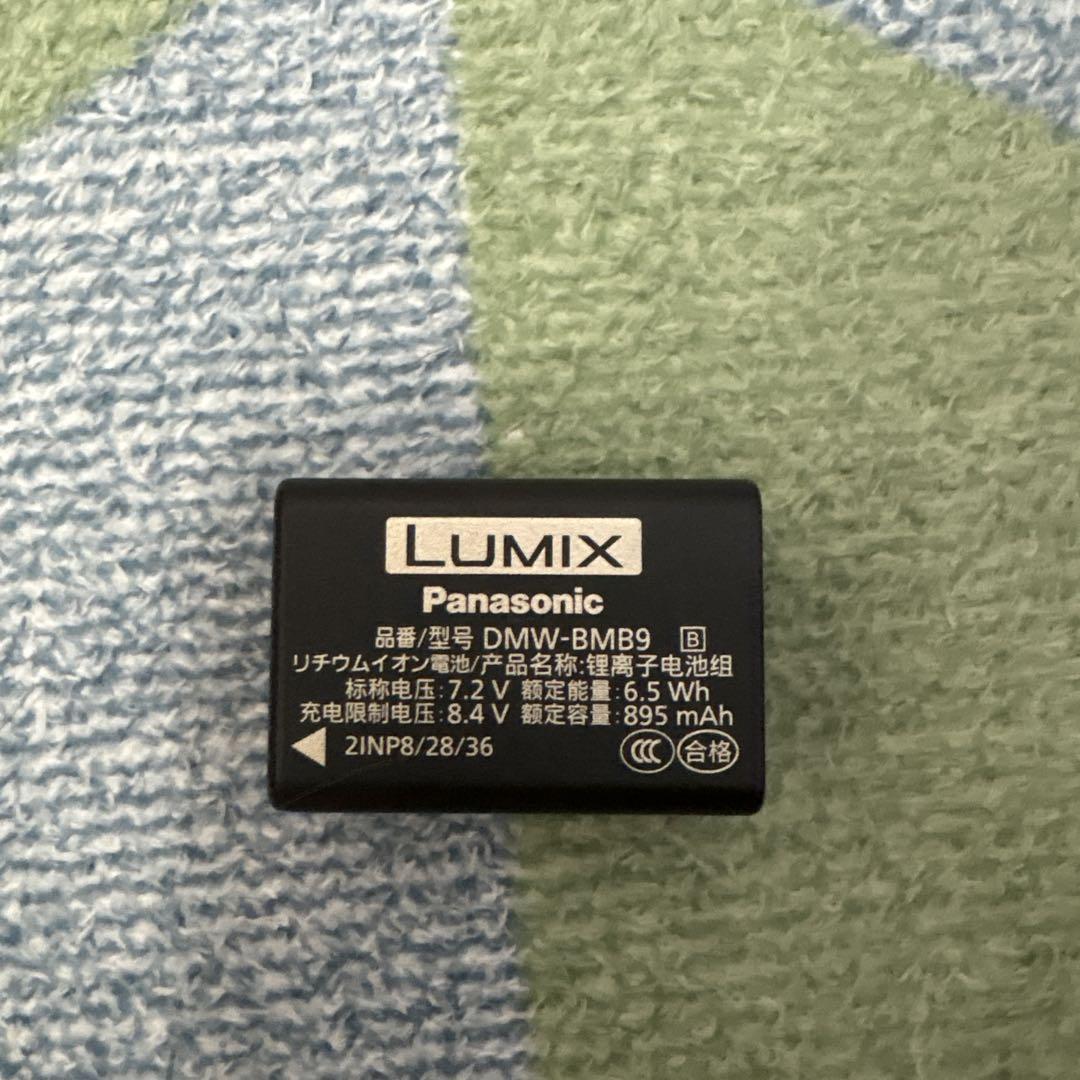 LUMIX
Panasonic
品番/型号 DMW-BMB9 B
リチウムイオン電池/产品名称:锂离子电池组
标称电压:7.2 V 额定能量:6.5 Wh
充电限制电压:8.4 V 额定容量:895 mAh
2INP8/28/36 CCC 合格